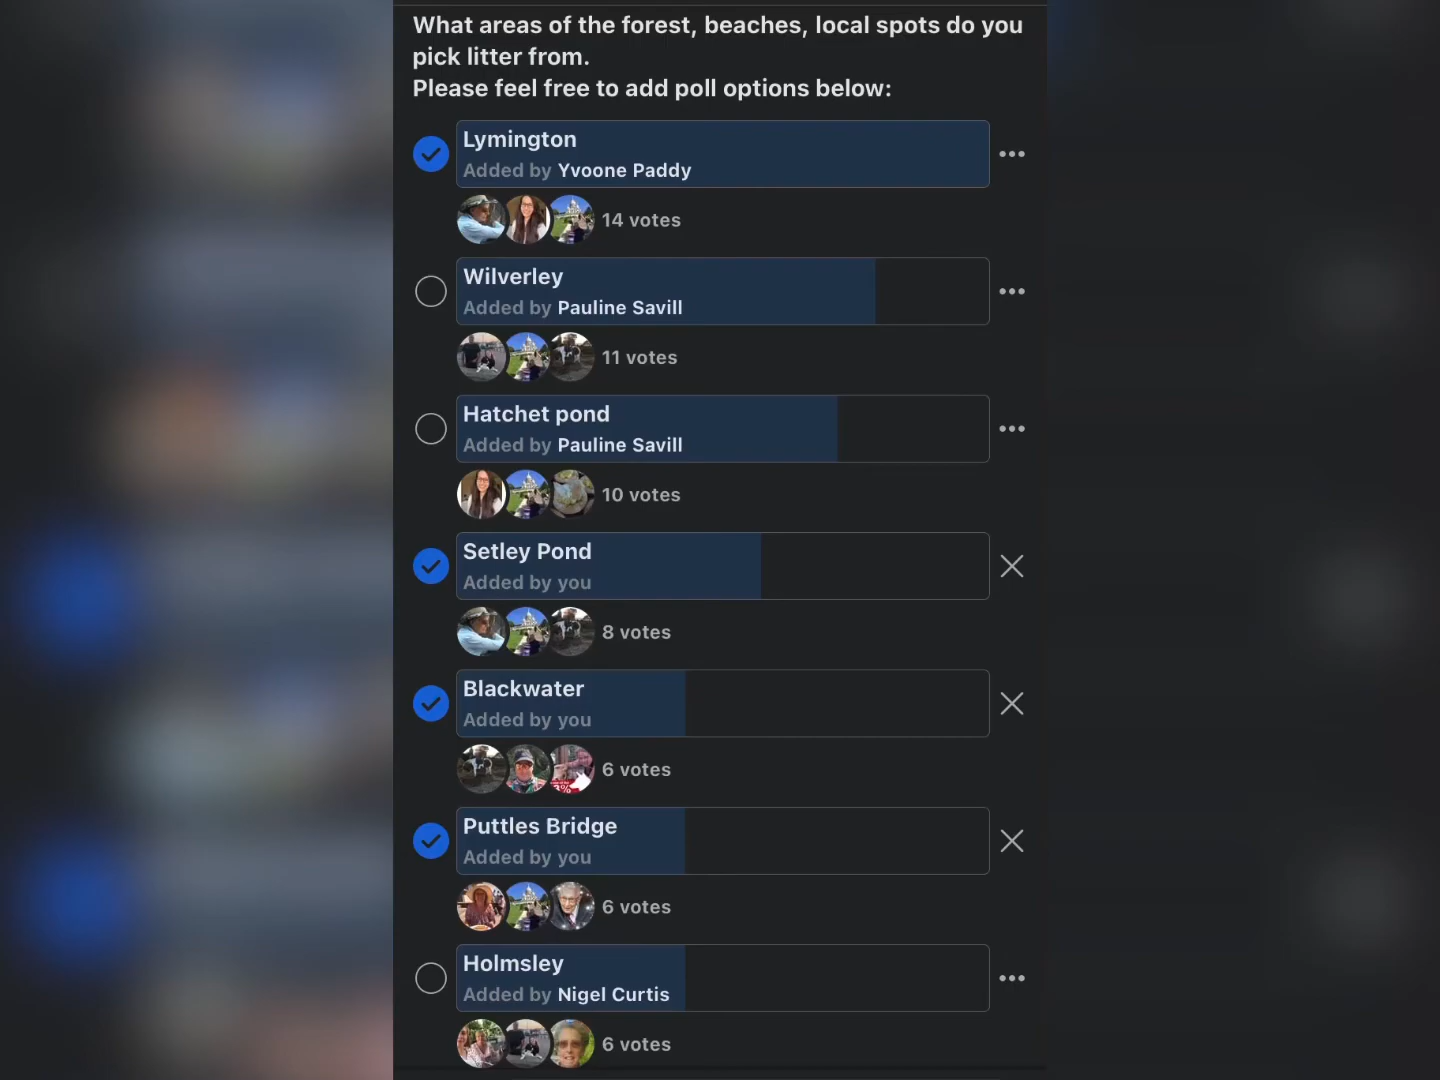 What areas of the forest, beaches, local spots do you
pick litter from.
Please feel free to add poll options below:
Lymington
Added by Yvoone Paddy
14 votes
Wilverley
Added by Pauline Savill
11 votes
Hatchet pond
Added by Pauline Savill
10 votes
Setley Pond
Added by you
8 votes
Blackwater
Added by you
6 votes
Puttles Bridge
Added by you
6 votes
Holmsley
Added by Nigel Curtis
6 votes